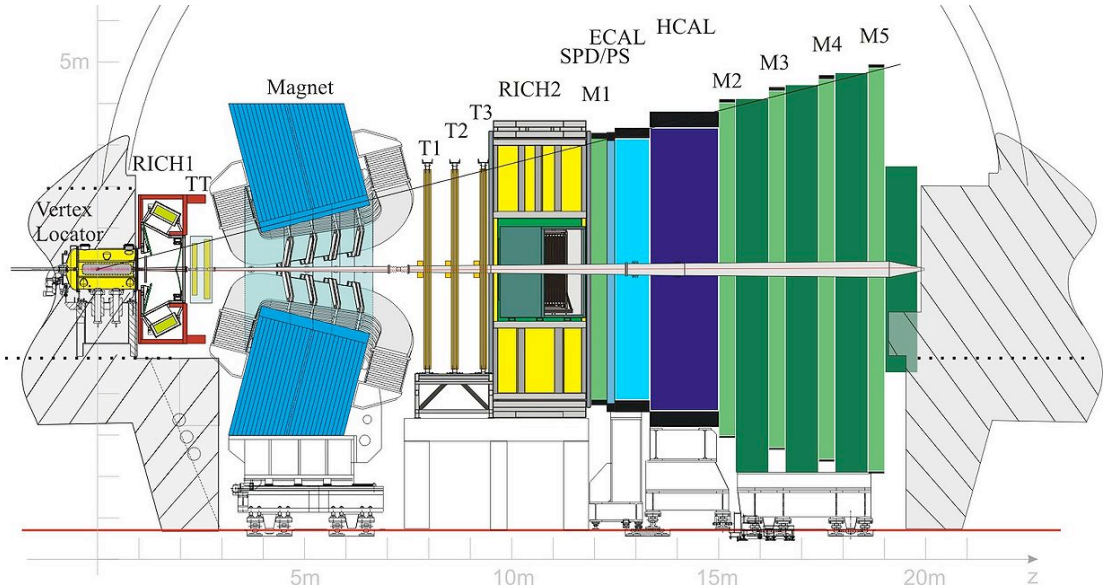 HCAL
ECAL
SPD/PS
M5
M4
M3
M2
5m
Magnet
RICH2
M1
T3
T2
T1
RICH1
TT
Vertex
Locator
5m
10m
15m
20m
z